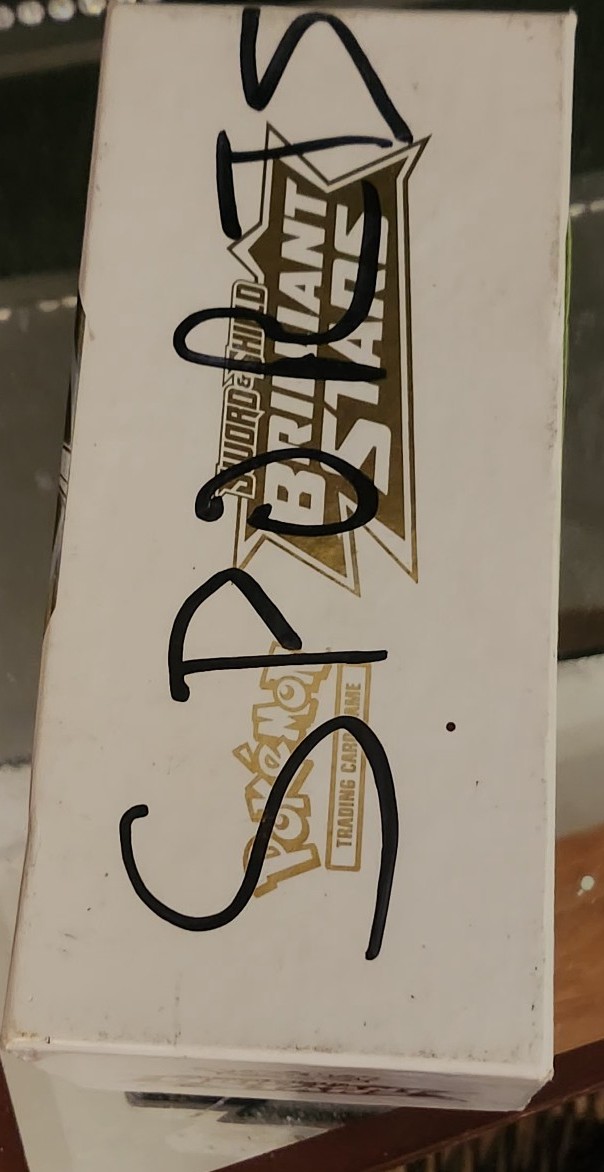 SPORTS
Pokémon
TRADING CARD GAME
SWORD & SHIELD
BRILLIANT
STARS